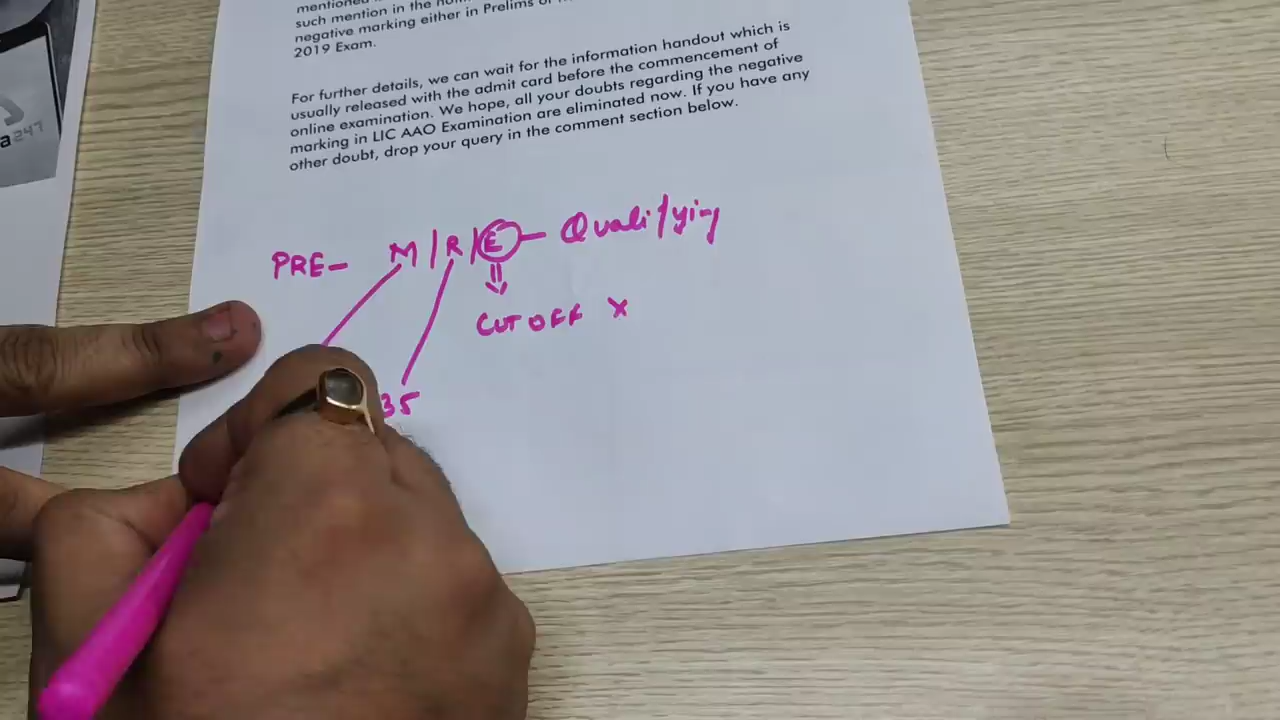 such mention in the
negative marking either in Prelims
2019 Exam.
For further details, we can wait for the information handout which is
usually released with the admit card before the commencement of
online examination. We hope, all your doubts regarding the negative
marking in LIC AAO Examination are eliminated now. If you have any
other doubt, drop your query in the comment section below.
PRE- M/R/E - Qualifying
CUT OFF X
35
247